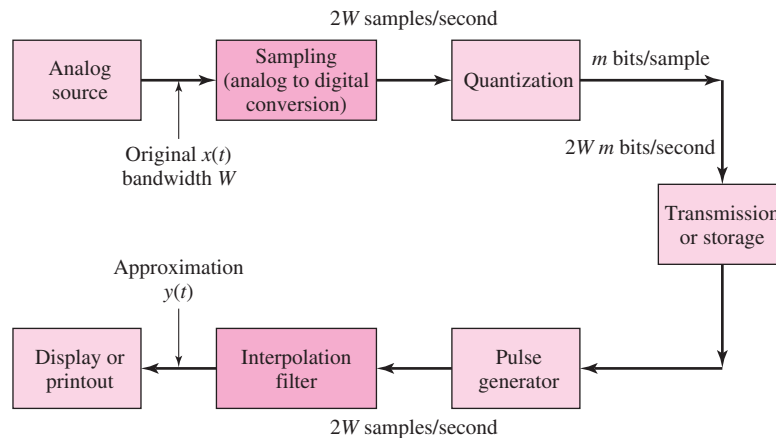 2W samples/second
Analog
source
Sampling
(analog to digital
conversion)
Quantization
m bits/sample
Original x(t)
bandwidth W
2W m bits/second
Transmission
or storage
Approximation
y(t)
Display or
printout
Interpolation
filter
Pulse
generator
2W samples/second